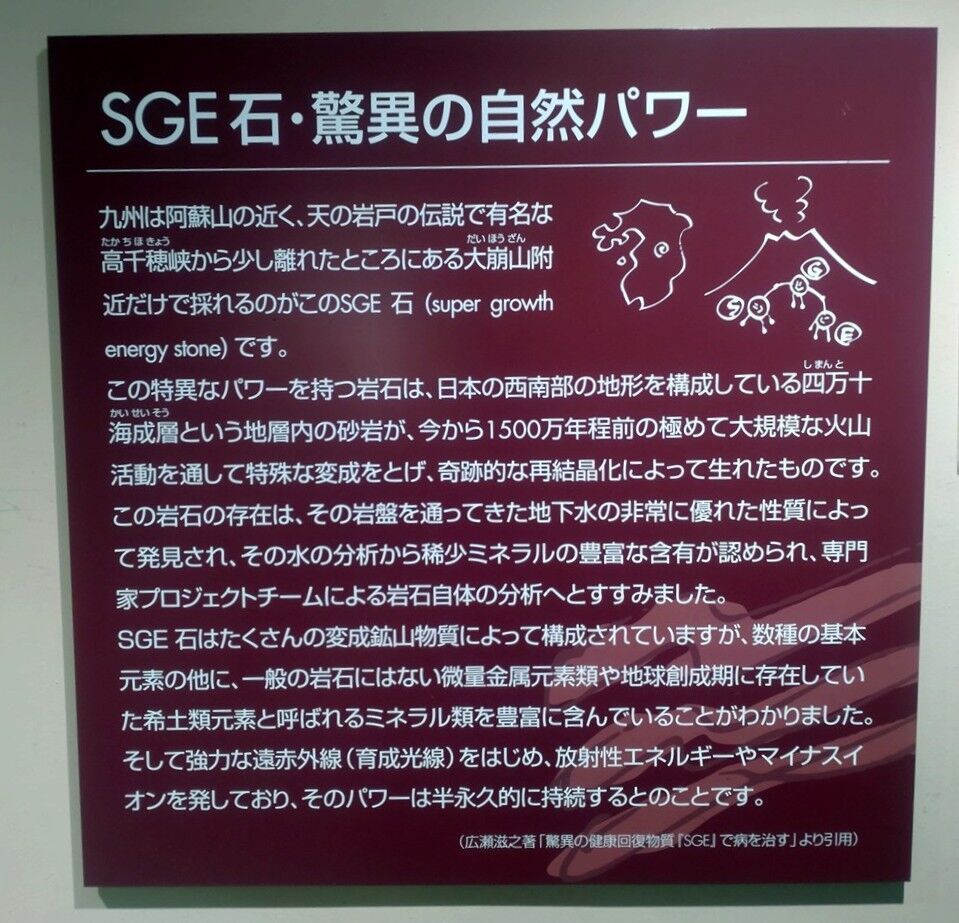 SGE 石・驚異の自然パワー
九州は阿蘇山の近く、天の岩戸の伝説で有名な
たかちほきょう だいほうざん
高千穂峡から少し離れたところにある大崩山附
近だけで採れるのがこのSGE 石 (super growth
energy stone) です。
S G E
しまんと
この特異なパワーを持つ岩石は、日本の西南部の地形を構成している四万十
かいせいそう
海成層という地層内の砂岩が、今から1500万年程前の極めて大規模な火山
活動を通して特殊な変成をとげ、奇跡的な再結晶化によって生れたものです。
この岩石の存在は、その岩盤を通ってきた地下水の非常に優れた性質によっ
て発見され、その水の分析から稀少ミネラルの豊富な含有が認められ、専門
家プロジェクトチームによる岩石自体の分析へとすすみました。
SGE 石はたくさんの変成鉱山物質によって構成されていますが、数種の基本
元素の他に、一般の岩石にはない微量金属元素類や地球創成期に存在してい
た希土類元素と呼ばれるミネラル類を豊富に含んでいることがわかりました。
そして強力な遠赤外線（育成光線）をはじめ、放射性エネルギーやマイナスイ
オンを発しており、そのパワーは半永久的に持続するとのことです。
（広瀬滋之著「驚異の健康回復物質『SGE』で病を治す」より引用）